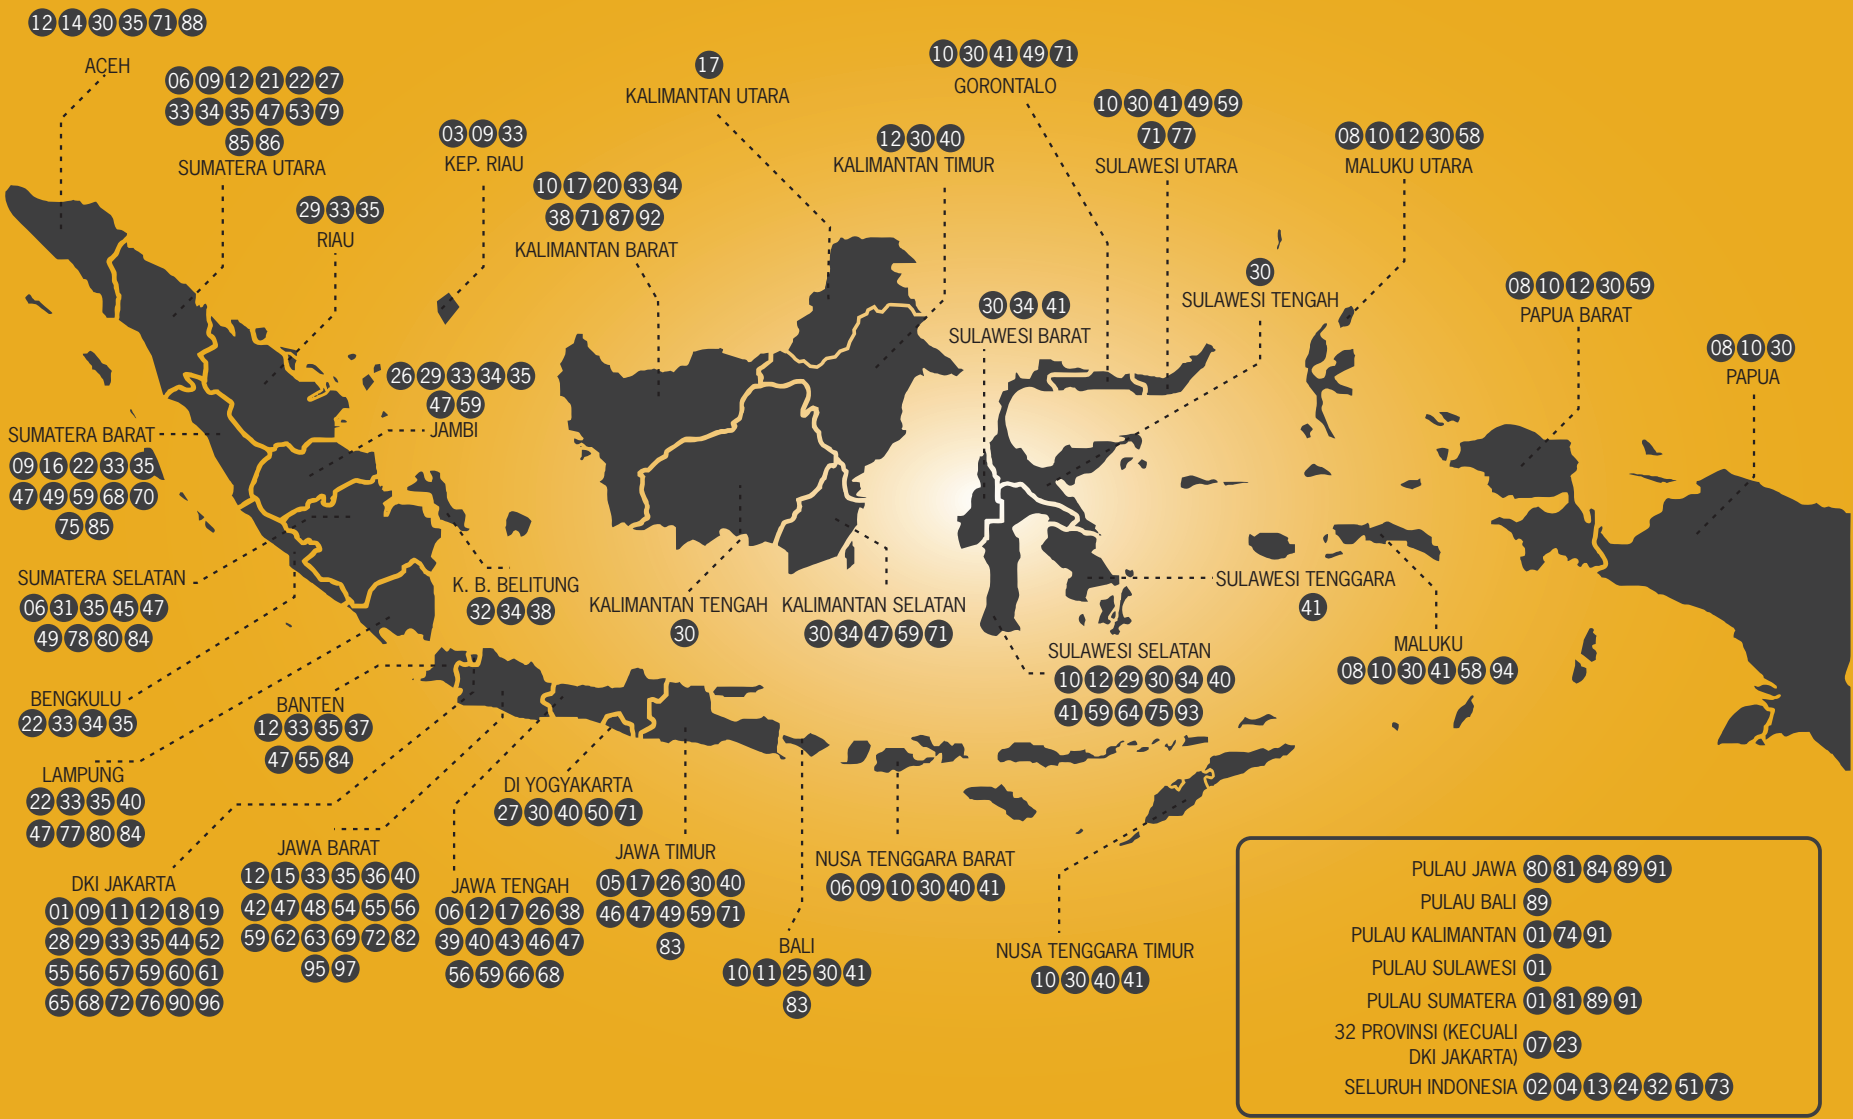 12 14 30 35 71 88
ACEH
06 09 12 21 22 27
33 34 35 47 53 79
85 86
SUMATERA UTARA
29 33 35
RIAU
03 09 33
KEP. RIAU
17
KALIMANTAN UTARA
10 17 20 33 34
38 71 87 92
KALIMANTAN BARAT
12 30 40
KALIMANTAN TIMUR
10 30 41 49 71
GORONTALO
10 30 41 49 59
71 77
SULAWESI UTARA
08 10 12 30 58
MALUKU UTARA
30
SULAWESI TENGAH
30 34 41
SULAWESI BARAT
08 10 12 30 59
PAPUA BARAT
08 10 30
PAPUA
26 29 33 34 35
47 59
JAMBI
SUMATERA BARAT
09 16 22 33 35
47 49 59 68 70
75 85
SUMATERA SELATAN
06 31 35 45 47
49 78 80 84
K. B. BELITUNG
32 34 38
KALIMANTAN TENGAH
30
KALIMANTAN SELATAN
30 34 47 59 71
SULAWESI TENGGARA
41
SULAWESI SELATAN
10 12 29 30 34 40
41 59 64 75 93
MALUKU
08 10 30 41 58 94
BENGKULU
22 33 34 35
BANTEN
12 33 35 37
47 55 84
LAMPUNG
22 33 35 40
47 77 80 84
DI YOGYAKARTA
27 30 40 50 71
DKI JAKARTA
01 09 11 12 18 19
28 29 33 35 44 52
55 56 57 59 60 61
65 68 72 76 90 96
JAWA BARAT
12 15 33 35 36 40
42 47 48 54 55 56
59 62 63 69 72 82
95 97
JAWA TENGAH
06 12 17 26 38
39 40 43 46 47
56 59 66 68
JAWA TIMUR
05 17 26 30 40
46 47 49 59 71
83
BALI
10 11 25 30 41
83
NUSA TENGGARA BARAT
06 09 10 30 40 41
NUSA TENGGARA TIMUR
10 30 40 41
PULAU JAWA 80 81 84 89 91
PULAU BALI 89
PULAU KALIMANTAN 01 74 91
PULAU SULAWESI 01
PULAU SUMATERA 01 81 89 91
32 PROVINSI (KECUALI
DKI JAKARTA) 07 23
SELURUH INDONESIA 02 04 13 24 32 51 73